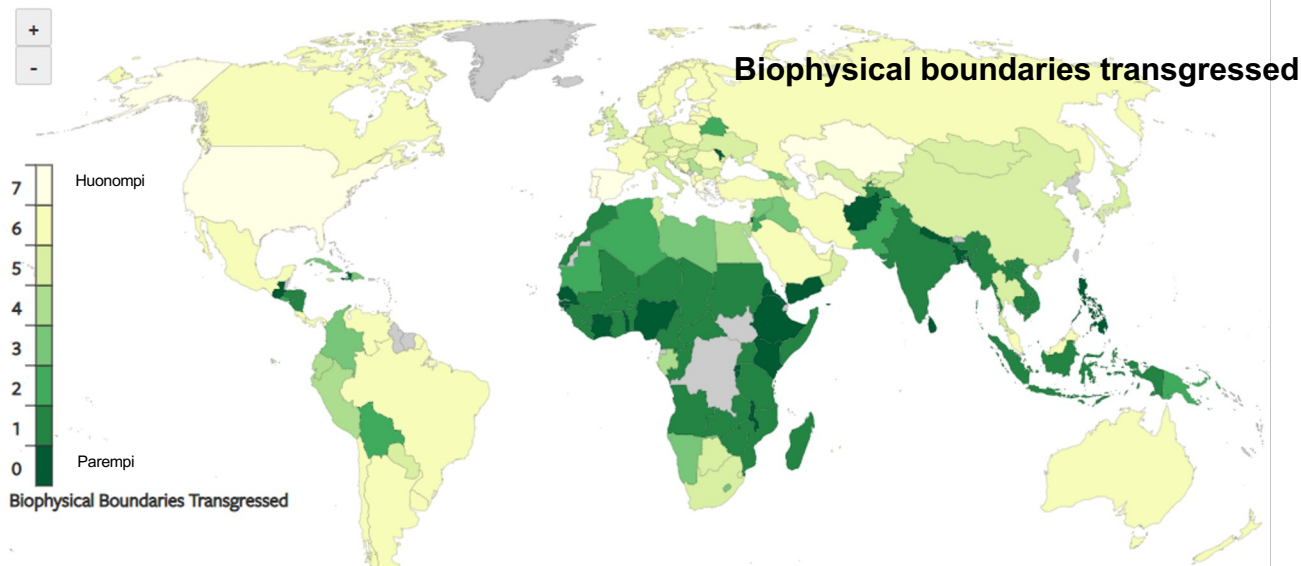 +
-
Biophysical boundaries transgressed
7
Huonompi
6
5
4
3
2
1
0
Parempi
Biophysical Boundaries Transgressed